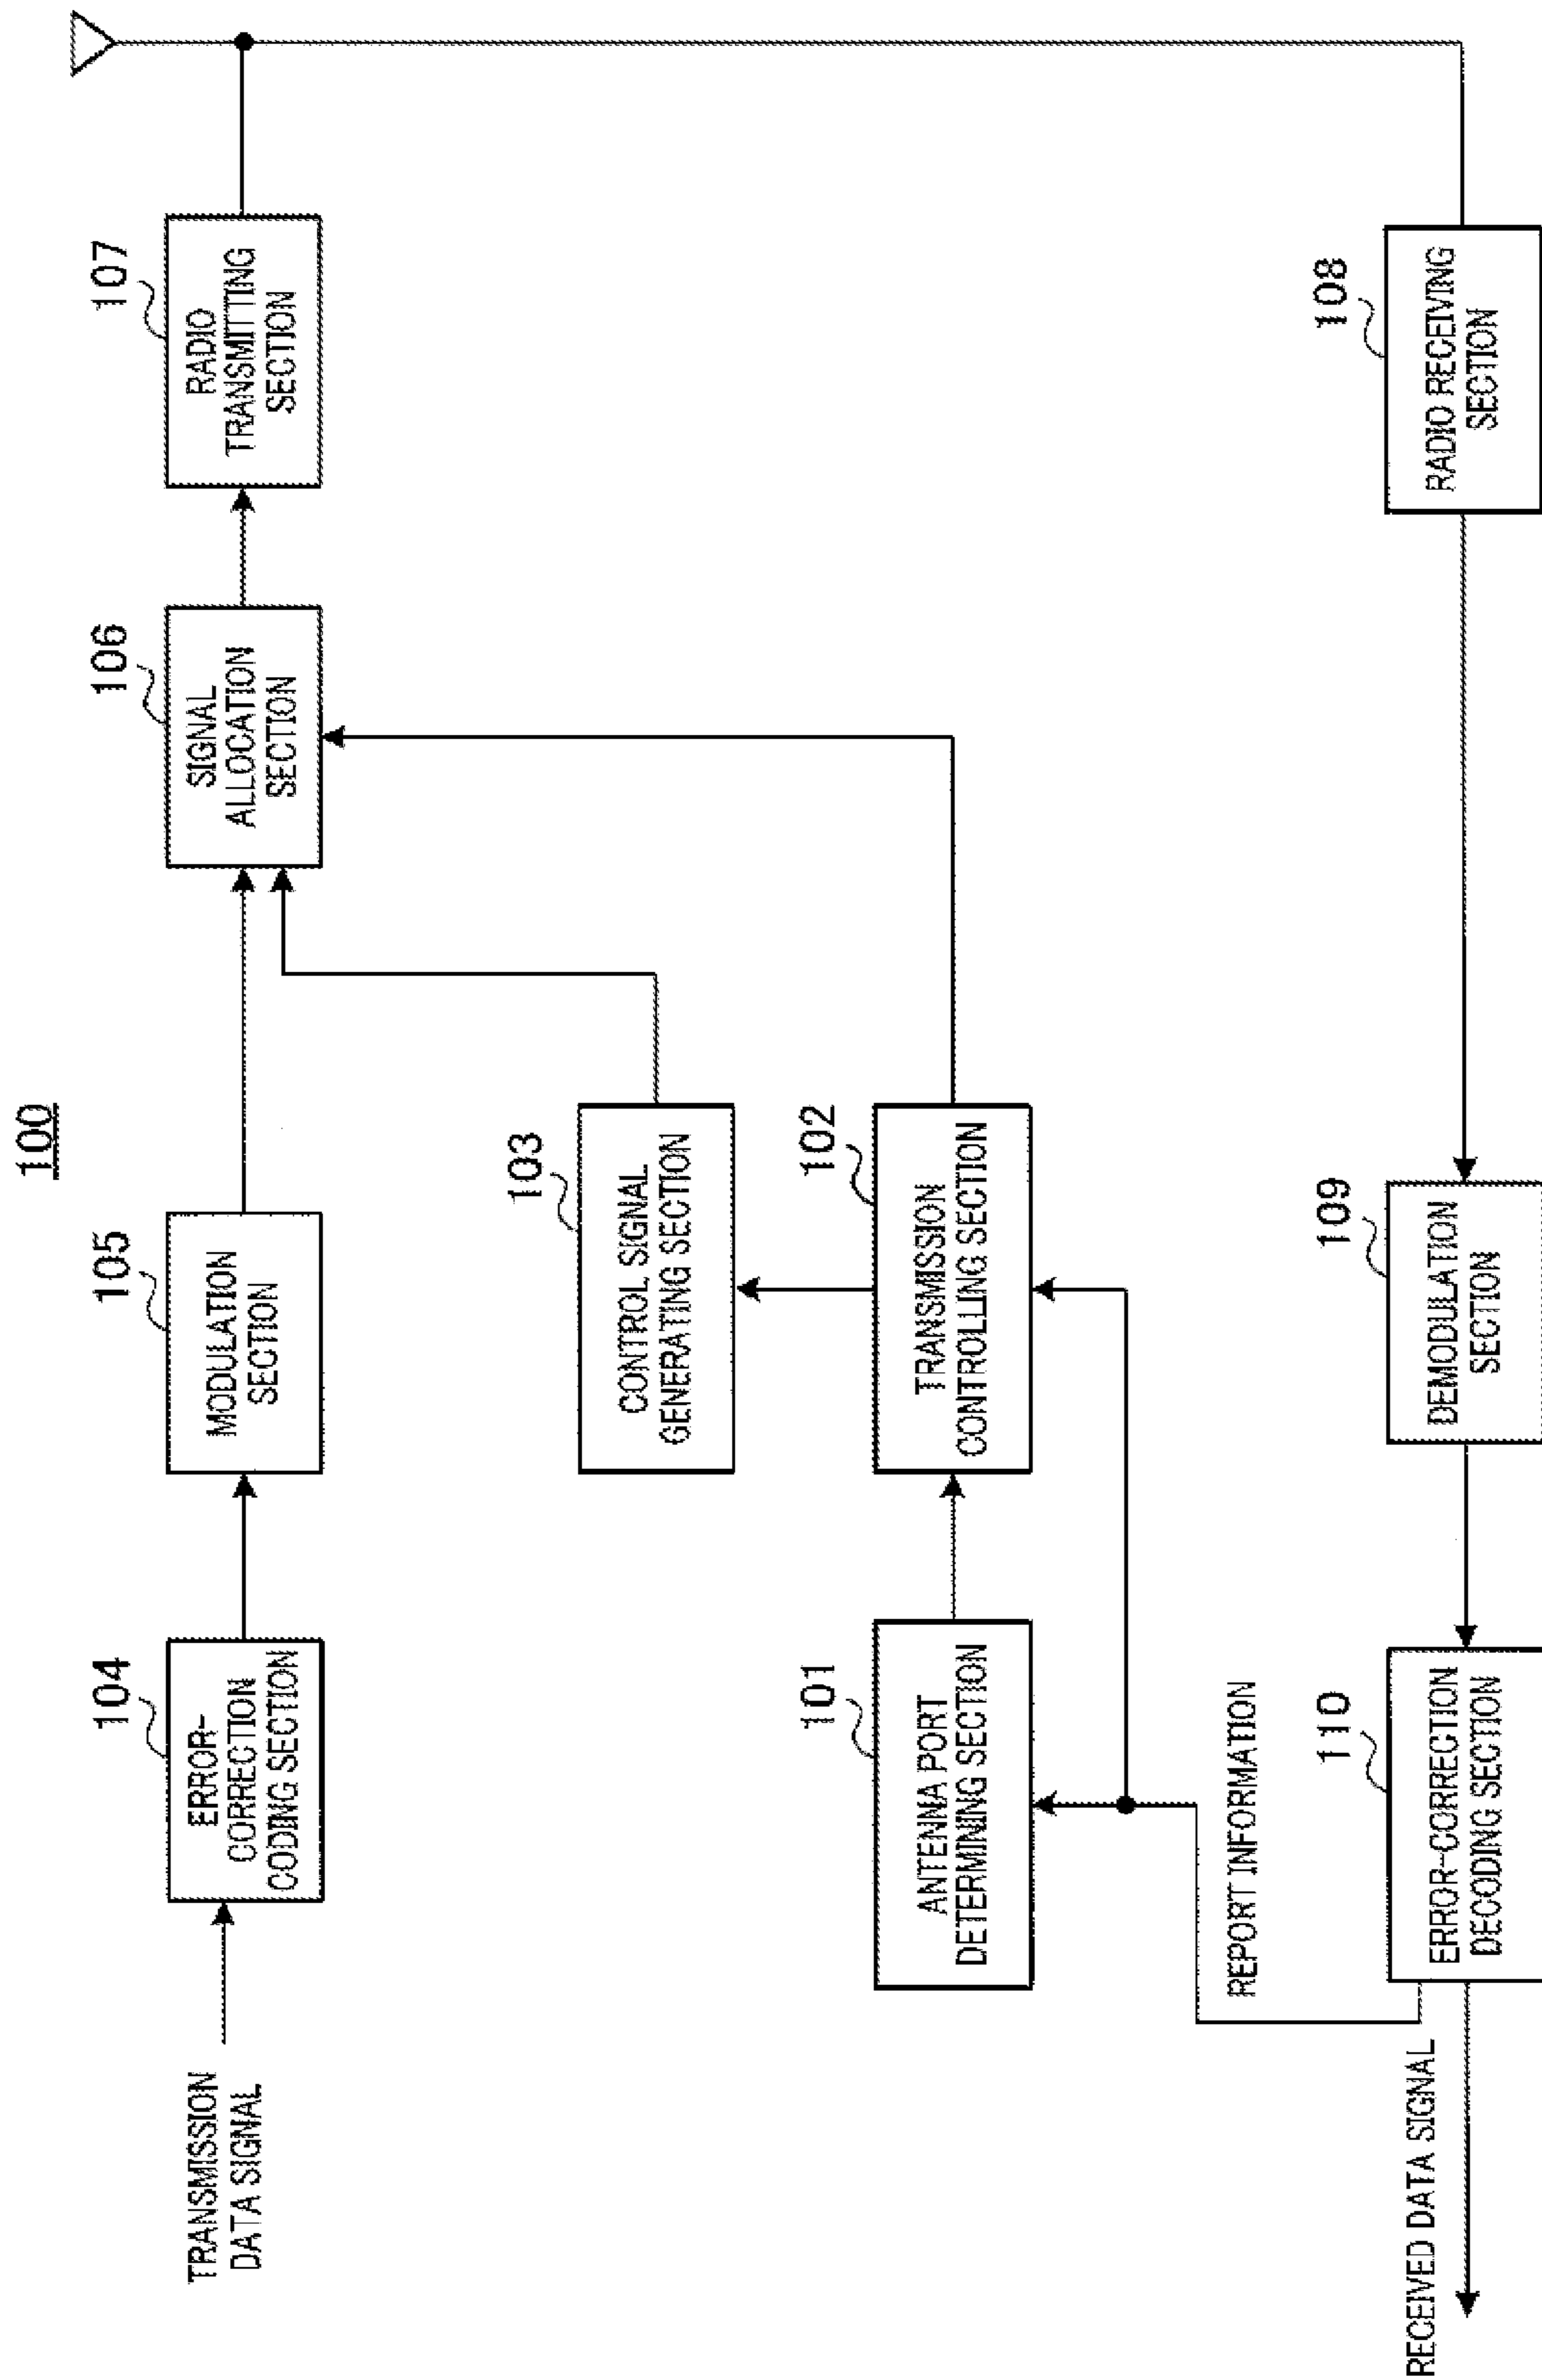 100
TRANSMISSION
DATA SIGNAL
104
ERROR-
CORRECTION
CODING SECTION
105
MODULATION
SECTION
106
SIGNAL
ALLOCATION
SECTION
107
RADIO
TRANSMITTING
SECTION
103
CONTROL SIGNAL
GENERATING SECTION
101
ANTENNA PORT
DETERMINING SECTION
102
TRANSMISSION
CONTROLLING SECTION
REPORT INFORMATION
RECEIVED DATA SIGNAL
110
ERROR-CORRECTION
DECODING SECTION
109
DEMODULATION
SECTION
108
RADIO RECEIVING
SECTION